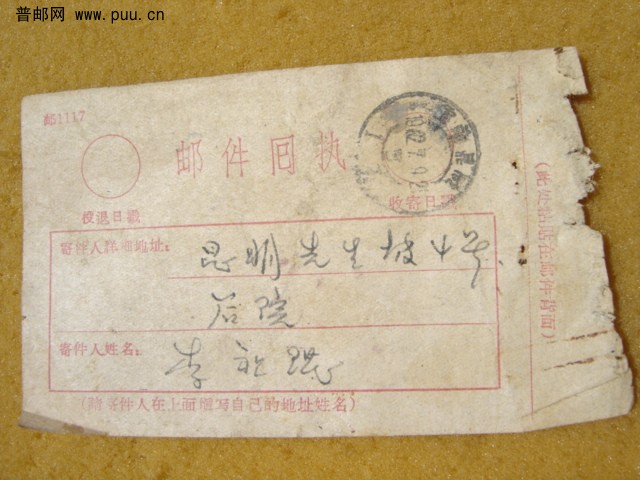 普邮网 www.puu.cn
邮1117
邮件回执
投退日戳
收寄日戳
寄件人详细地址：
昆明先生坡
后院
寄件人姓名：
李祖
（请寄件人在上面填写自己的地址姓名）
（此处粘贴在邮件背面）